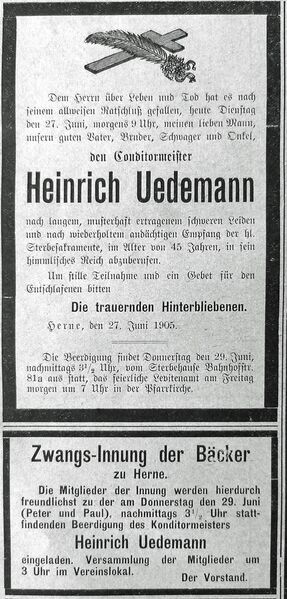 Dem Herrn über Leben und Tod hat es nach
seinem allweisen Ratschluß gefallen, heute Dienstag
den 27. Juni, morgens 9 Uhr, meinen lieben Mann,
unsern guten Vater, Bruder, Schwager und Onkel,
den Conditormeister
Heinrich Uedemann
nach langem, musterhaft ertragenem schweren Leiden
und nach wiederholtem andächtigen Empfang der hl.
Sterbesakramente, im Alter von 45 Jahren, in sein
himmlisches Reich abzuberufen.
Um stille Teilnahme und ein Gebet für den
Entschlafenen bitten
Die trauernden Hinterbliebenen.
Herne, den 27. Juni 1905.
Die Beerdigung findet Donnerstag den 29. Juni,
nachmittags 3½ Uhr, vom Sterbehause Bahnhofstr.
81a aus statt, das feierliche Levitenamt am Freitag
morgen um 7 Uhr in der Pfarrkirche.
Zwangs-Innung der Bäcker
zu Herne.
Die Mitglieder der Innung werden hierdurch
freundlichst zu der am Donnerstag den 29. Juni
(Peter und Paul), nachmittags 3½ Uhr statt-
findenden Beerdigung des Konditormeisters
Heinrich Uedemann
eingeladen. Versammlung der Mitglieder um
3 Uhr im Vereinslokal.
Der Vorstand.